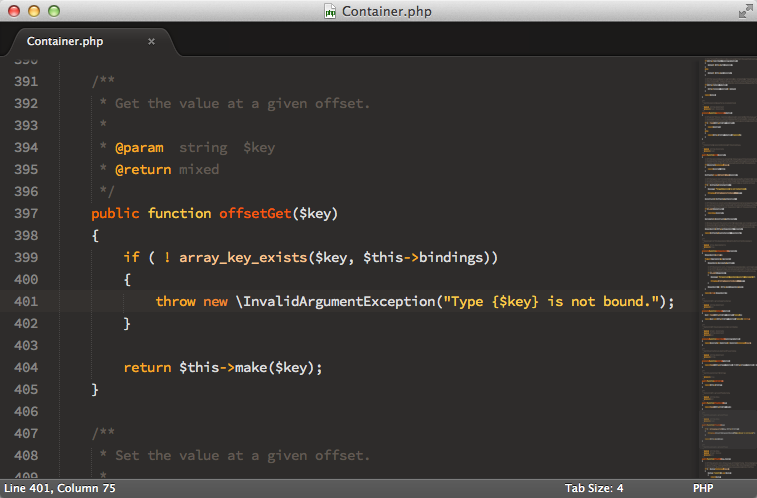 php Container.php
Container.php ×
390
391 /**
392 * Get the value at a given offset.
393 *
394 * @param  string  $key
395 * @return mixed
396 */
397 public function offsetGet($key)
398 {
399 if ( ! array_key_exists($key, $this->bindings))
400 {
401 throw new \InvalidArgumentException("Type {$key} is not bound.");
402 }
403
404 return $this->make($key);
405 }
406
407 /**
408 * Set the value at a given offset.
409 *
Line 401, Column 75 Tab Size: 4 PHP